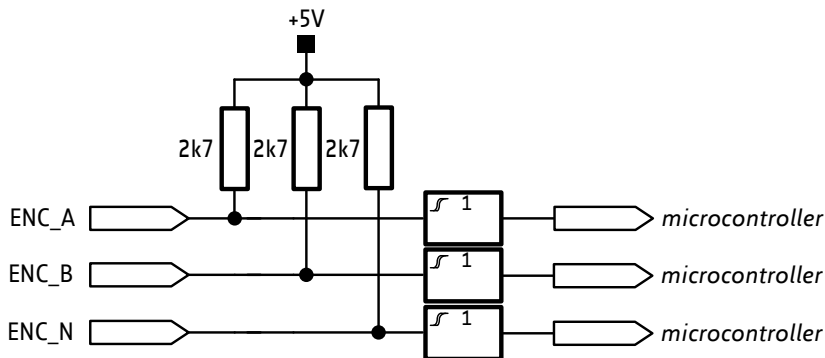 +5V
2k7 2k7 2k7
ENC_A 1 microcontroller
ENC_B 1 microcontroller
ENC_N 1 microcontroller